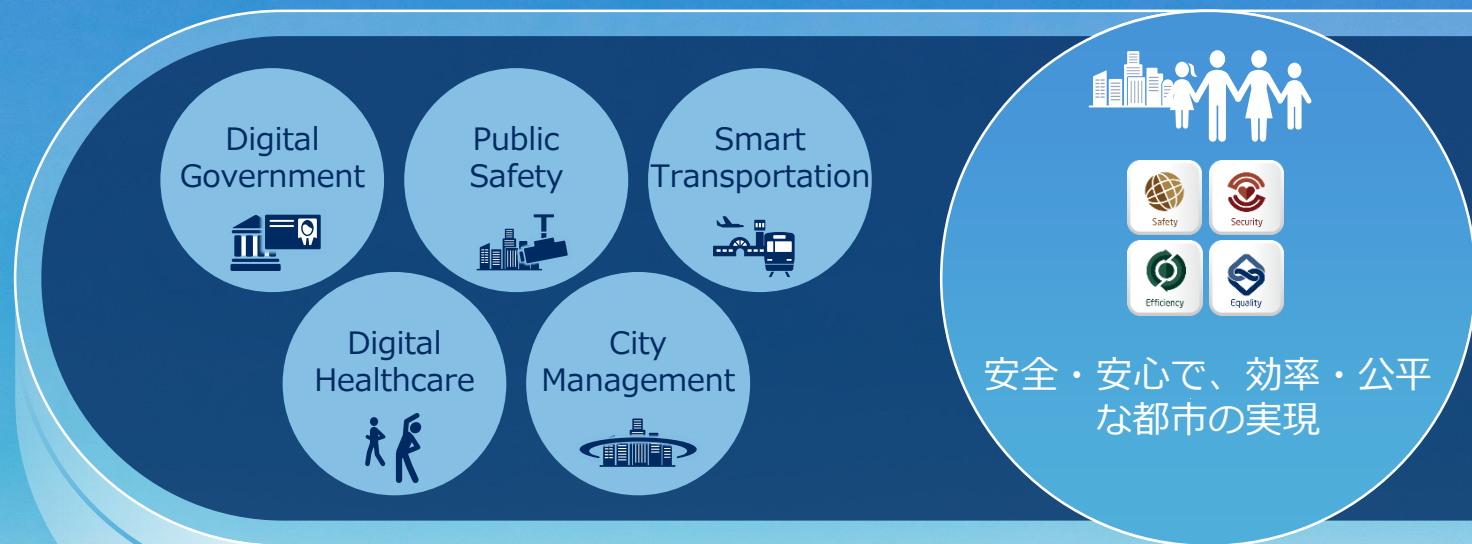 Digital
Government
Public
Safety
Smart
Transportation
Digital
Healthcare
City
Management
Safety
Security
Efficiency
Equality
安全・安心で、効率・公平
な都市の実現